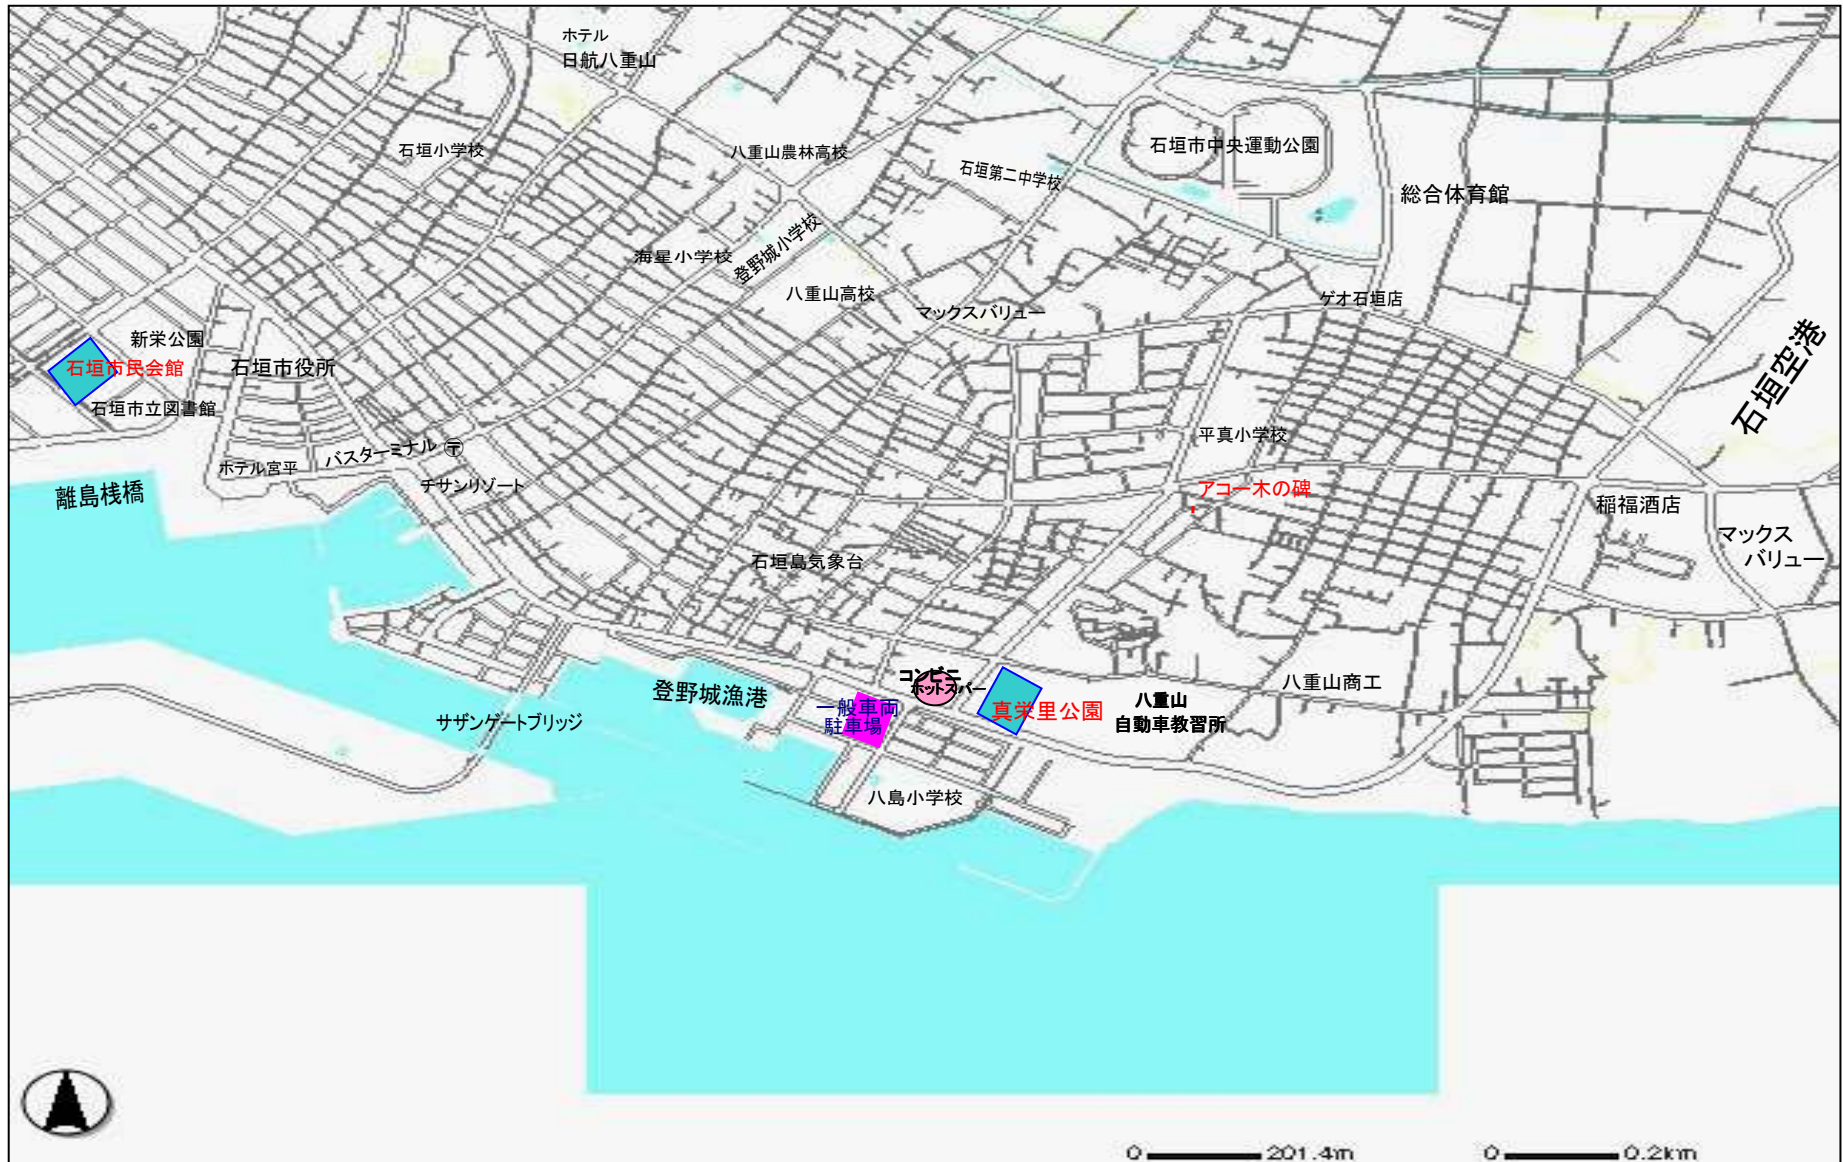 ホテル
日航八重山
石垣小学校
八重山農林高校
石垣第二中学校
石垣市中央運動公園
総合体育館
海星小学校
登野城小学校
八重山高校
マックスバリュー
ゲオ石垣店
石垣空港
新栄公園
石垣市民会館
石垣市役所
石垣市立図書館
平真小学校
バスターミナル 〒
ホテル宮平
チサンリゾート
離島桟橋
アコー木の碑
稲福酒店
マックス
バリュー
石垣島気象台
コンビニ
ホットスパー
登野城漁港
一般車両
駐車場
真栄里公園
八重山
自動車教習所
八重山商工
サザンゲートブリッジ
八島小学校
0 201.4m
0 0.2km